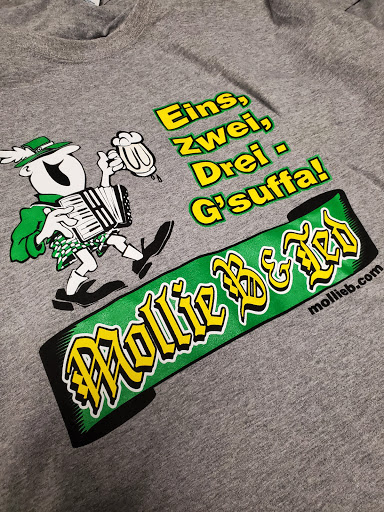 Eins,
Zwei,
Drei -
G'suffa!
Mollie B & Ted
mollieb.com